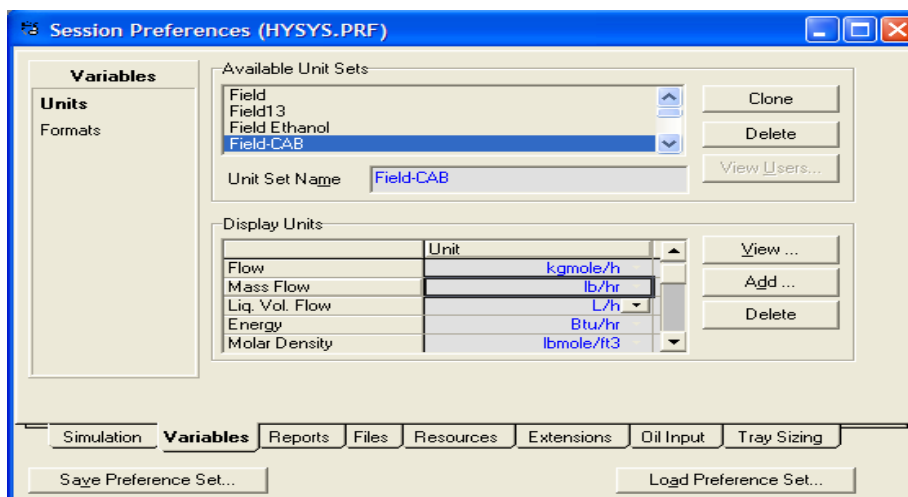 Session Preferences (HYSYS.PRF)
Variables
Units
Formats
Available Unit Sets
Field
Field13
Field Ethanol
Field-CAB
Unit Set Name Field-CAB
Clone
Delete
View Users...
Display Units
Unit
Flow kgmole/h
Mass Flow lb/hr
Liq. Vol. Flow L/h
Energy Btu/hr
Molar Density lbmole/ft3
View ...
Add ...
Delete
Simulation Variables Reports Files Resources Extensions Oil Input Tray Sizing
Save Preference Set... Load Preference Set...